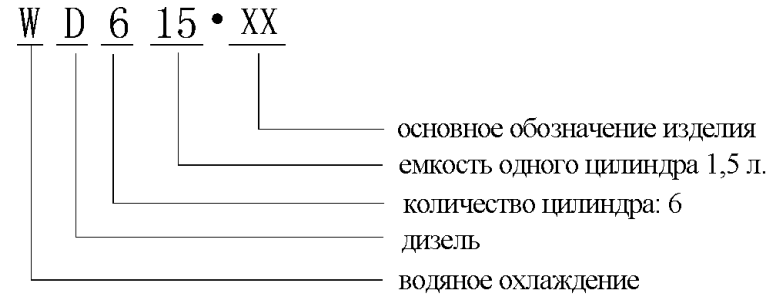 W D 6 15 · XX
основное обозначение изделия
емкость одного цилиндра 1,5 л.
количество цилиндра: 6
дизель
водяное охлаждение